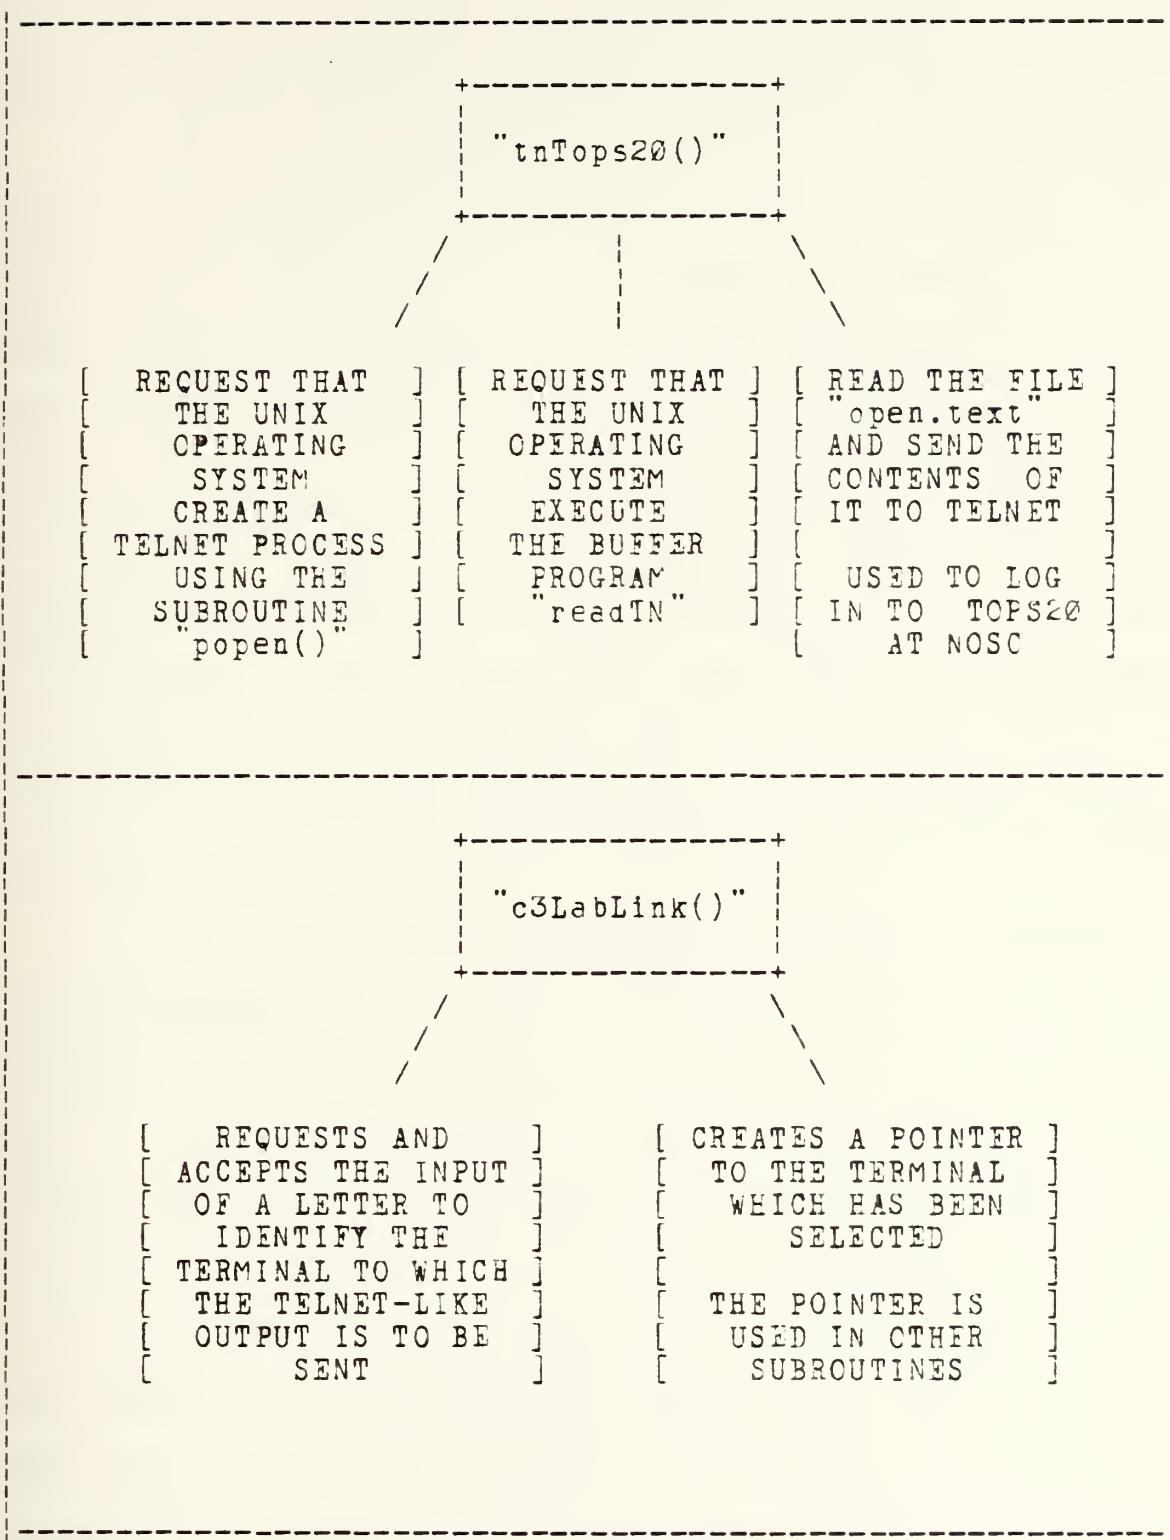 "tnTops20()"
[ REQUEST THAT ] [ REQUEST THAT ] [ READ THE FILE ]
[ THE UNIX ] [ THE UNIX ] [ "open.text" ]
[ OPERATING ] [ OPERATING ] [ AND SEND THE ]
[ SYSTEM ] [ SYSTEM ] [ CONTENTS OF ]
[ CREATE A ] [ EXECUTE ] [ IT TO TELNET ]
[ TELNET PROCESS ] [ THE BUFFER ] [ ]
[ USING THE ] [ PROGRAM ] [ USED TO LOG ]
[ SUBROUTINE ] [ "readTN" ] [ IN TO TOPS20 ]
[ "popen()" ] [ AT NOSC ]
"c3LabLink()"
[ REQUESTS AND ] [ CREATES A POINTER ]
[ ACCEPTS THE INPUT ] [ TO THE TERMINAL ]
[ OF A LETTER TO ] [ WHICH HAS BEEN ]
[ IDENTIFY THE ] [ SELECTED ]
[ TERMINAL TO WHICH ] [ ]
[ THE TELNET-LIKE ] [ THE POINTER IS ]
[ OUTPUT IS TO BE ] [ USED IN OTHER ]
[ SENT ] [ SUBROUTINES ]